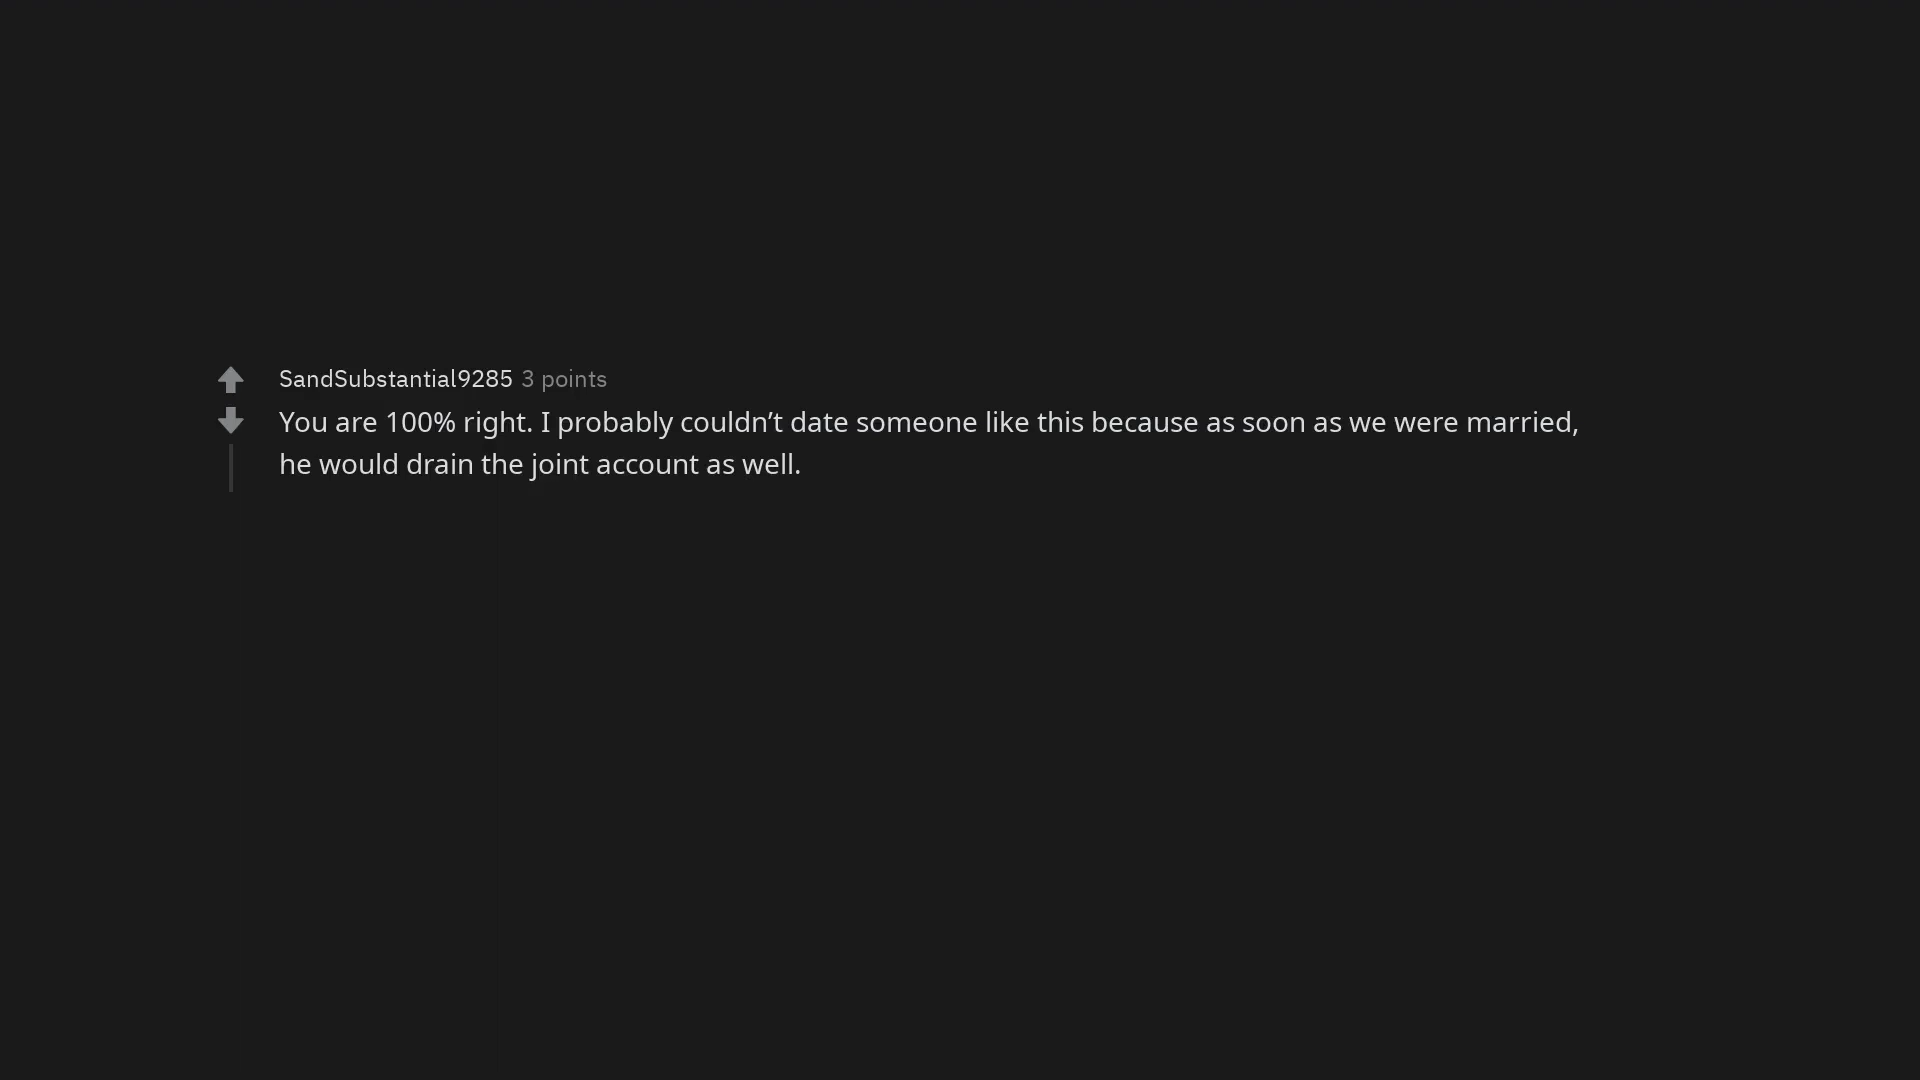 SandSubstantial9285 3 points
You are 100% right. I probably couldn’t date someone like this because as soon as we were married,
he would drain the joint account as well.